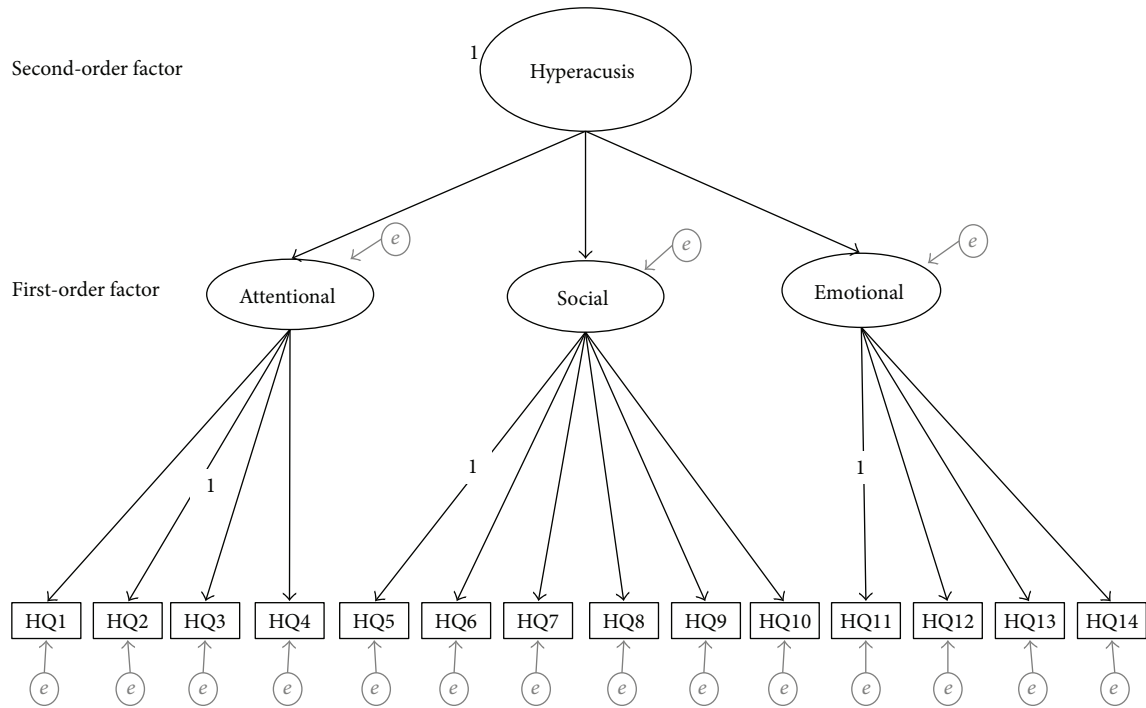 1
Second-order factor
Hyperacusis
e
e
e
First-order factor
Attentional
Social
Emotional
1
1
1
HQ1 HQ2 HQ3 HQ4 HQ5 HQ6 HQ7 HQ8 HQ9 HQ10 HQ11 HQ12 HQ13 HQ14
e e e e e e e e e e e e e e